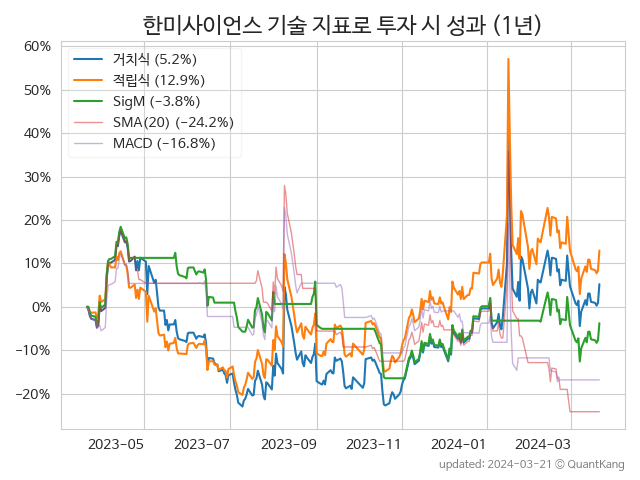 한미사이언스 기술 지표로 투자 시 성과 (1년)
60%
50%
40%
30%
20%
10%
0%
−10%
−20%
거치식 (5.2%)
적립식 (12.9%)
SigM (−3.8%)
SMA(20) (−24.2%)
MACD (−16.8%)
2023-05
2023-07
2023-09
2023-11
2024-01
2024-03
updated: 2024-03-21 © QuantKang